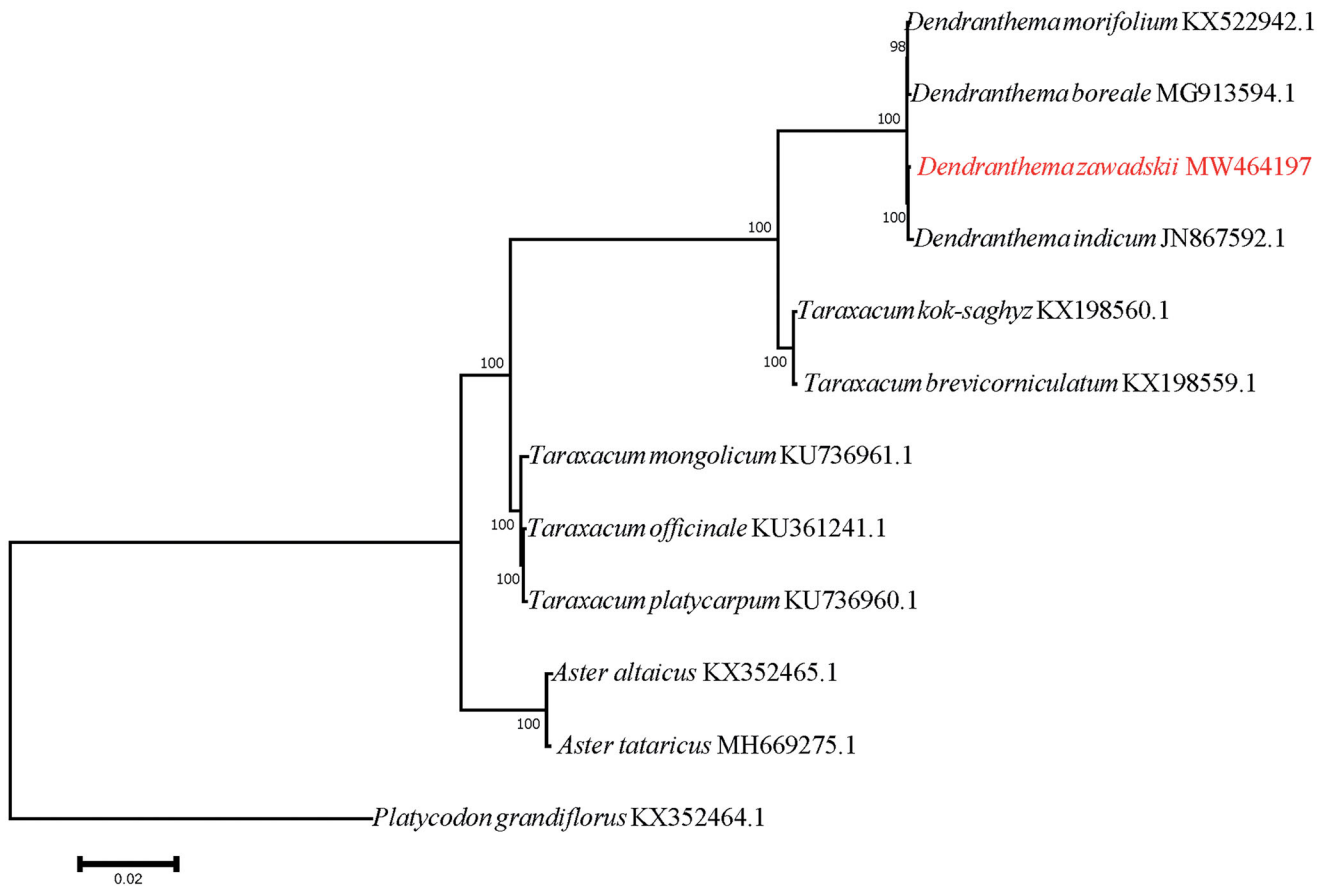 Dendranthema morifolium KX522942.1
98
Dendranthema boreale MG913594.1
100
Dendranthema zawadskii MW464197
100
Dendranthema indicum JN867592.1
100
Taraxacum kok-saghyz KX198560.1
100
Taraxacum brevicorniculatum KX198559.1
100
Taraxacum mongolicum KU736961.1
100
Taraxacum officinale KU361241.1
100
Taraxacum platycarpum KU736960.1
Aster altaicus KX352465.1
100
Aster tataricus MH669275.1
Platycodon grandiflorus KX352464.1
0.02